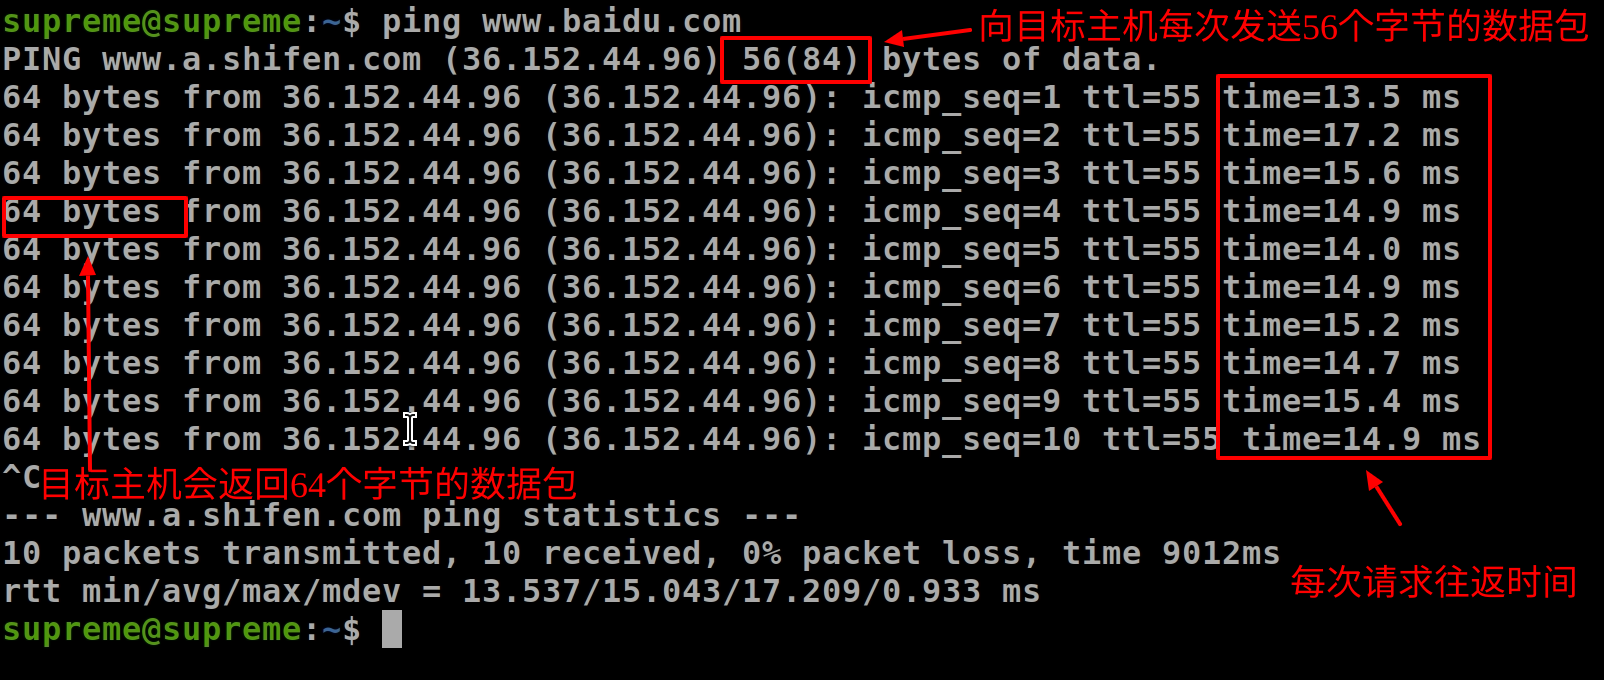 supreme@supreme:~$ ping www.baidu.com
向目标主机每次发送56个字节的数据包
PING www.a.shifen.com (36.152.44.96) 56(84) bytes of data.
64 bytes from 36.152.44.96 (36.152.44.96): icmp_seq=1 ttl=55 time=13.5 ms
64 bytes from 36.152.44.96 (36.152.44.96): icmp_seq=2 ttl=55 time=17.2 ms
64 bytes from 36.152.44.96 (36.152.44.96): icmp_seq=3 ttl=55 time=15.6 ms
64 bytes from 36.152.44.96 (36.152.44.96): icmp_seq=4 ttl=55 time=14.9 ms
64 bytes from 36.152.44.96 (36.152.44.96): icmp_seq=5 ttl=55 time=14.0 ms
64 bytes from 36.152.44.96 (36.152.44.96): icmp_seq=6 ttl=55 time=14.9 ms
64 bytes from 36.152.44.96 (36.152.44.96): icmp_seq=7 ttl=55 time=15.2 ms
64 bytes from 36.152.44.96 (36.152.44.96): icmp_seq=8 ttl=55 time=14.7 ms
64 bytes from 36.152.44.96 (36.152.44.96): icmp_seq=9 ttl=55 time=15.4 ms
64 bytes from 36.152.44.96 (36.152.44.96): icmp_seq=10 ttl=55 time=14.9 ms
^C
目标主机会返回64个字节的数据包
--- www.a.shifen.com ping statistics ---
10 packets transmitted, 10 received, 0% packet loss, time 9012ms
每次请求往返时间
rtt min/avg/max/mdev = 13.537/15.043/17.209/0.933 ms
supreme@supreme:~$